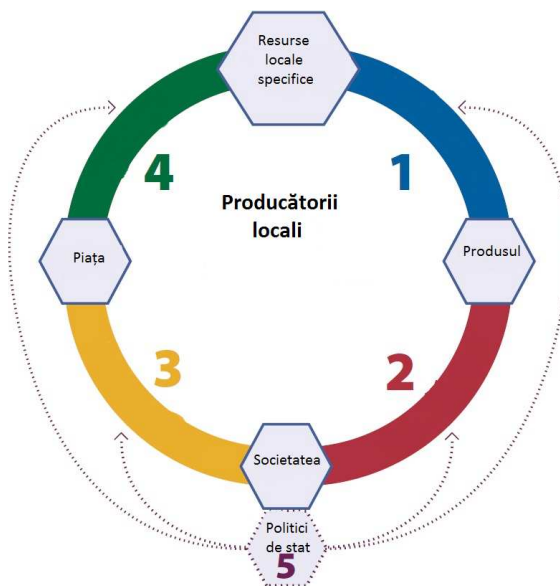 Resurse
locale
specifice
4
1
Producătorii
locali
Piața
Produsul
3
2
Societatea
Politici
de stat
5